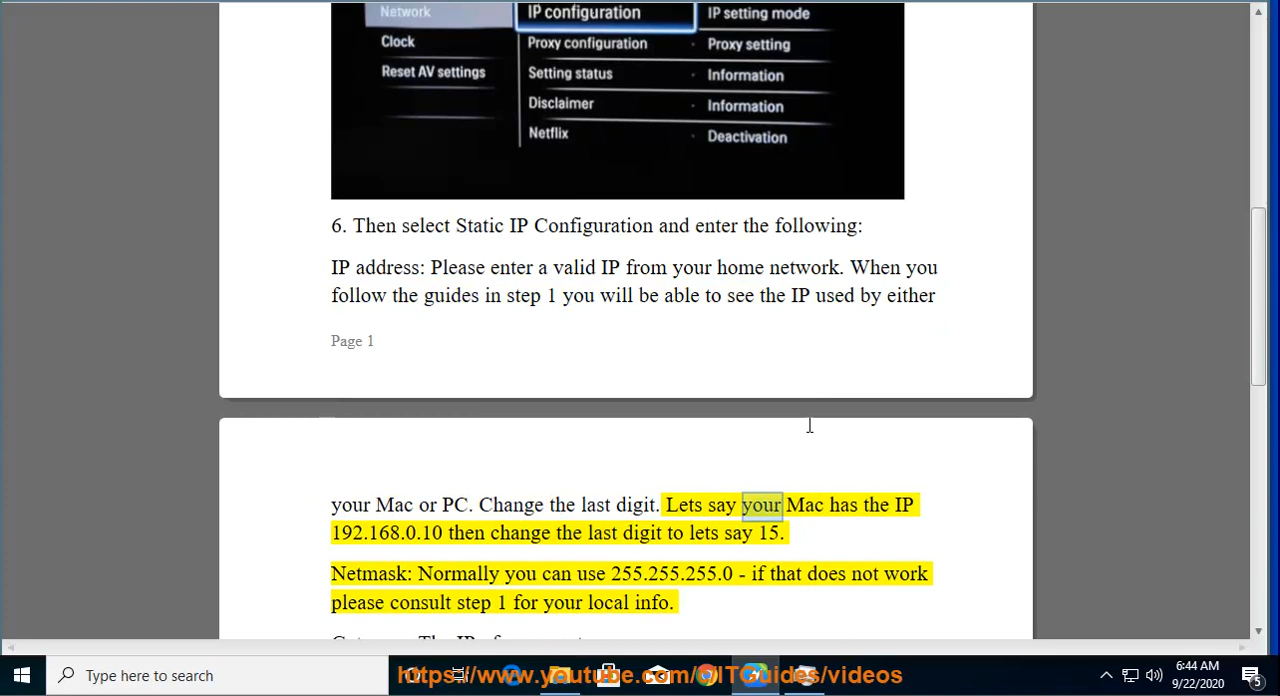 Network
IP configuration
IP setting mode
Clock
Proxy configuration
Proxy setting
Reset AV settings
Setting status
Information
Disclaimer
Information
Netflix
Deactivation
6. Then select Static IP Configuration and enter the following:
IP address: Please enter a valid IP from your home network. When you
follow the guides in step 1 you will be able to see the IP used by either
Page 1
your Mac or PC. Change the last digit. Lets say your Mac has the IP
192.168.0.10 then change the last digit to lets say 15.
Netmask: Normally you can use 255.255.255.0 - if that does not work
please consult step 1 for your local info.
Type here to search
6:44 AM
9/22/2020
5